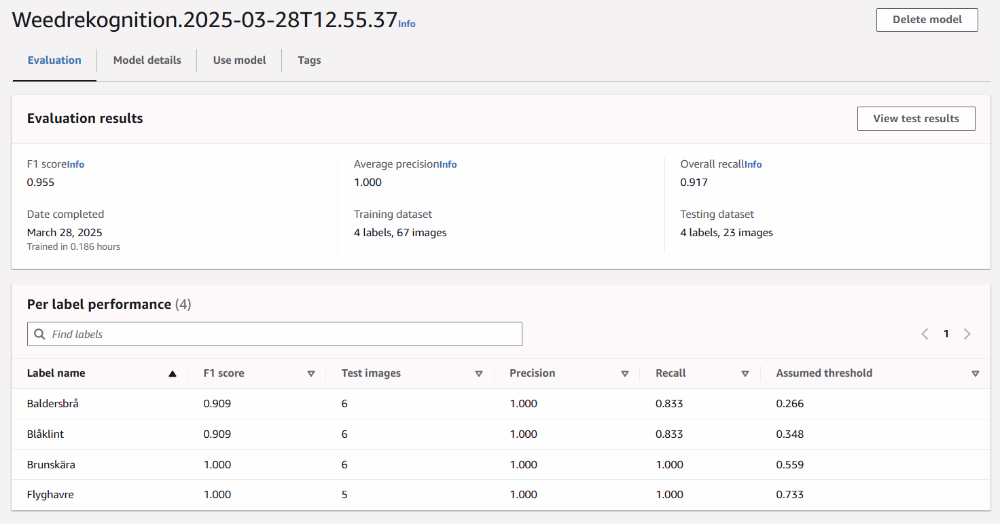 Weedrekognition.2025-03-28T12.55.37 Info
Delete model
Evaluation Model details Use model Tags
Evaluation results
View test results
F1 scoreInfo Average precisionInfo Overall recallInfo
0.955 1.000 0.917
Date completed Training dataset Testing dataset
March 28, 2025 4 labels, 67 images 4 labels, 23 images
Trained in 0.186 hours
Per label performance (4)
Find labels
1
Label name F1 score Test images Precision Recall Assumed threshold
Baldersbrå 0.909 6 1.000 0.833 0.266
Blåklint 0.909 6 1.000 0.833 0.348
Brunskära 1.000 6 1.000 1.000 0.559
Flyghavre 1.000 5 1.000 1.000 0.733